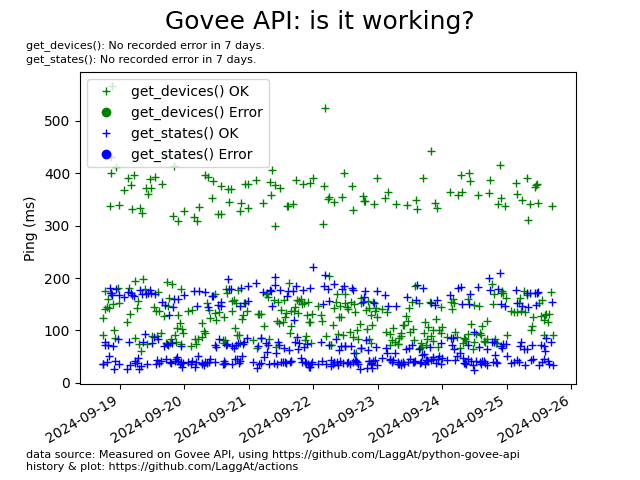 Govee API: is it working?
get_devices(): No recorded error in 7 days.
get_states(): No recorded error in 7 days.
get_devices() OK
get_devices() Error
get_states() OK
get_states() Error
Ping (ms)
500
400
300
200
100
0
2024-09-19
2024-09-20
2024-09-21
2024-09-22
2024-09-23
2024-09-24
2024-09-25
2024-09-26
data source: Measured on Govee API, using https://github.com/LaggAt/python-govee-api
history & plot: https://github.com/LaggAt/actions